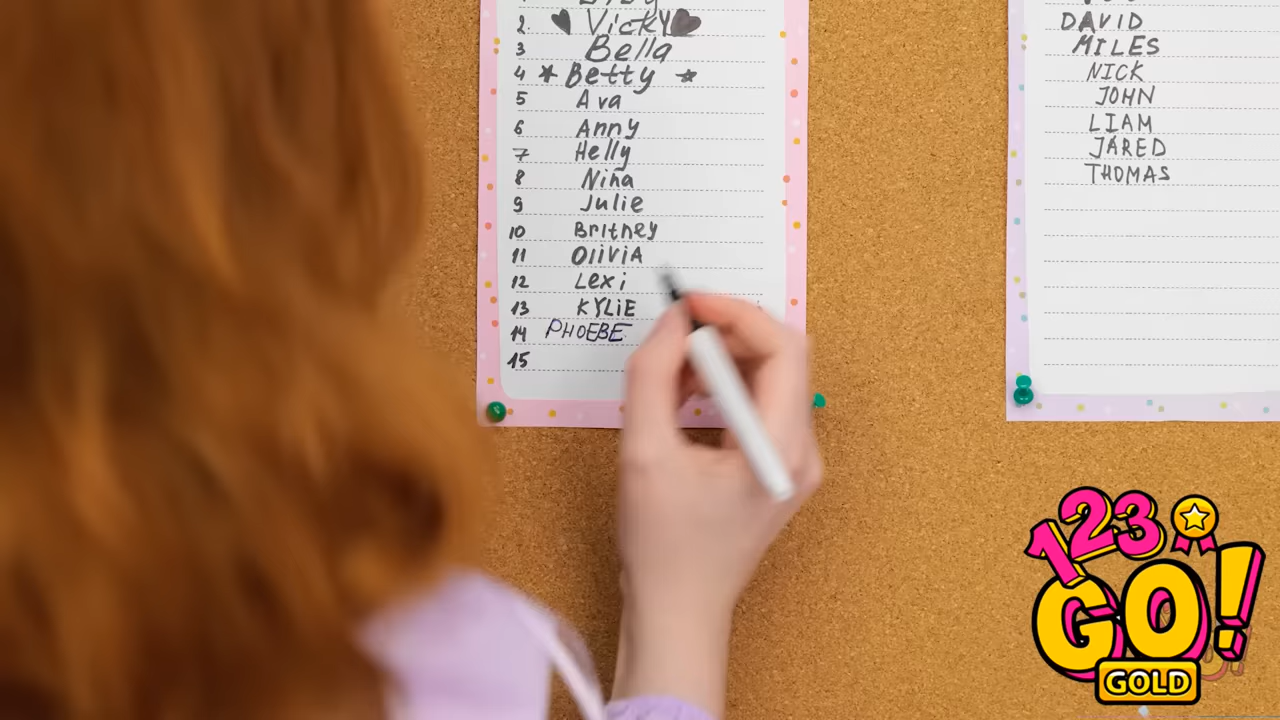 2. Vicky
3 Bella
4 * Betty *
5 Ava
6 Anny
7 Helly
8 Nina
9 Julie
10 Britney
11 OliviA
12 Lexi
13 KYLiE
14 PHOEBE
15
DAVID
MILES
NICK
JOHN
LIAM
JARED
THOMAS
123
GO!
GOLD